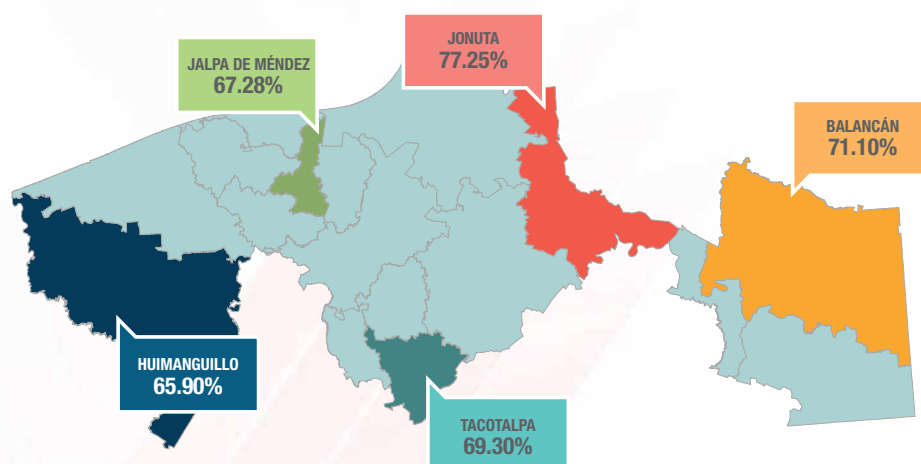 JONUTA
77.25%
JALPA DE MÉNDEZ
67.28%
BALANCÁN
71.10%
HUIMANGUILLO
65.90%
TACOTALPA
69.30%